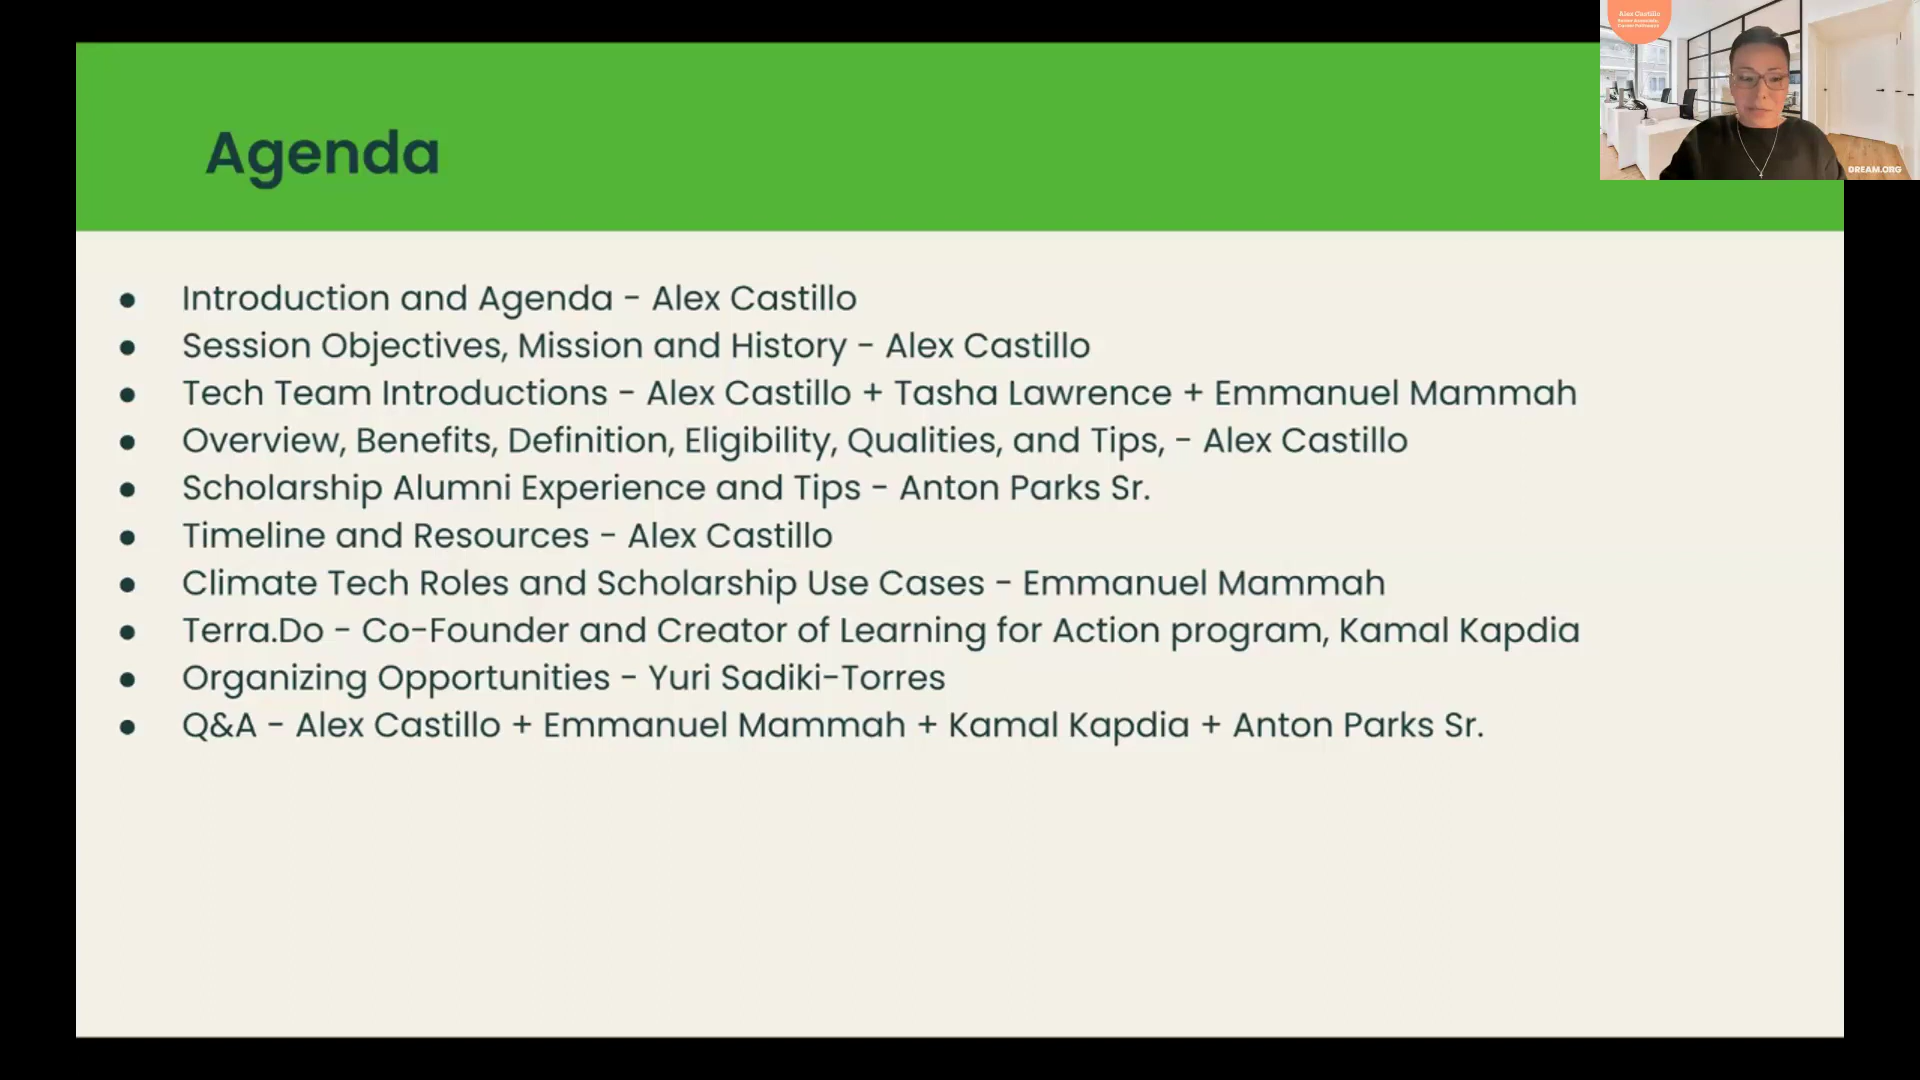 Alex Castillo
Agenda
DREAM.ORG
● Introduction and Agenda - Alex Castillo
● Session Objectives, Mission and History - Alex Castillo
● Tech Team Introductions - Alex Castillo + Tasha Lawrence + Emmanuel Mammah
● Overview, Benefits, Definition, Eligibility, Qualities, and Tips, - Alex Castillo
● Scholarship Alumni Experience and Tips - Anton Parks Sr.
● Timeline and Resources - Alex Castillo
● Climate Tech Roles and Scholarship Use Cases - Emmanuel Mammah
● Terra.Do - Co-Founder and Creator of Learning for Action program, Kamal Kapdia
● Organizing Opportunities - Yuri Sadiki-Torres
● Q&A - Alex Castillo + Emmanuel Mammah + Kamal Kapdia + Anton Parks Sr.